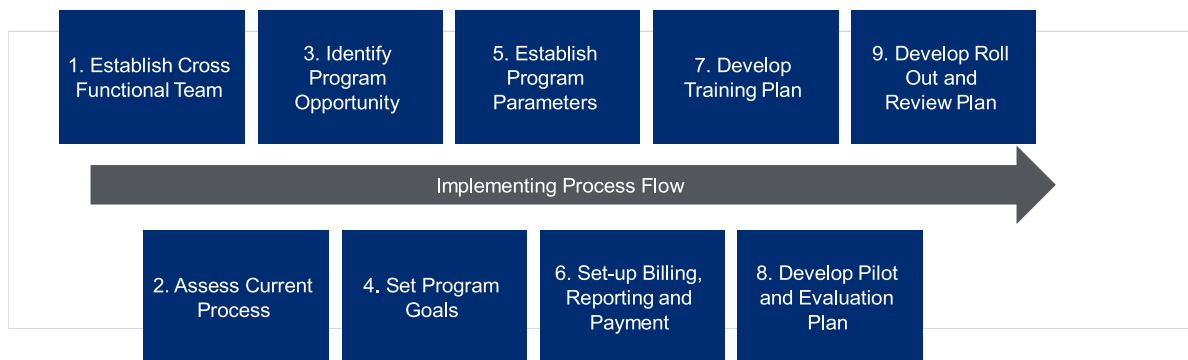 1. Establish Cross
Functional Team
3. Identify
Program
Opportunity
5. Establish
Program
Parameters
7. Develop
Training Plan
9. Develop Roll
Out and
Review Plan
Implementing Process Flow
2. Assess Current
Process
4. Set Program
Goals
6. Set-up Billing,
Reporting and
Payment
8. Develop Pilot
and Evaluation
Plan